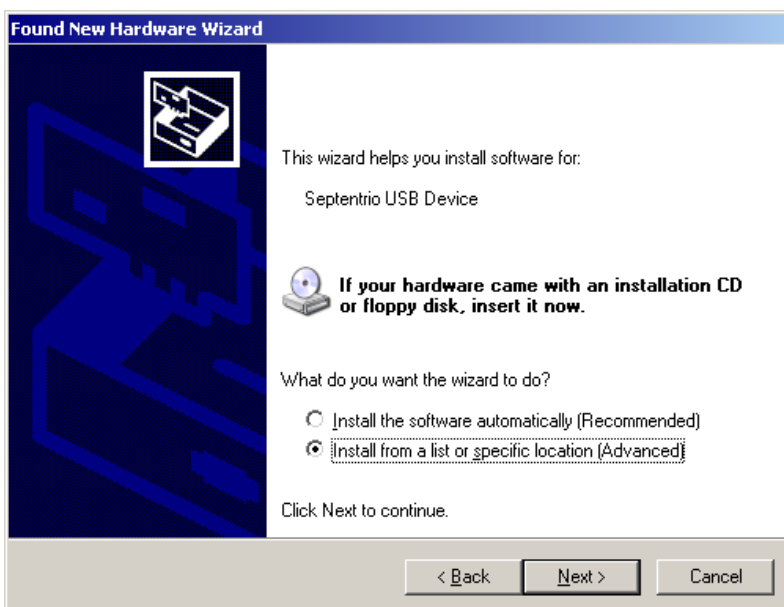 Found New Hardware Wizard
This wizard helps you install software for:
Septentrio USB Device
If your hardware came with an installation CD
or floppy disk, insert it now.
What do you want the wizard to do?
Install the software automatically (Recommended)
Install from a list or specific location (Advanced)
Click Next to continue.
< Back
Next >
Cancel